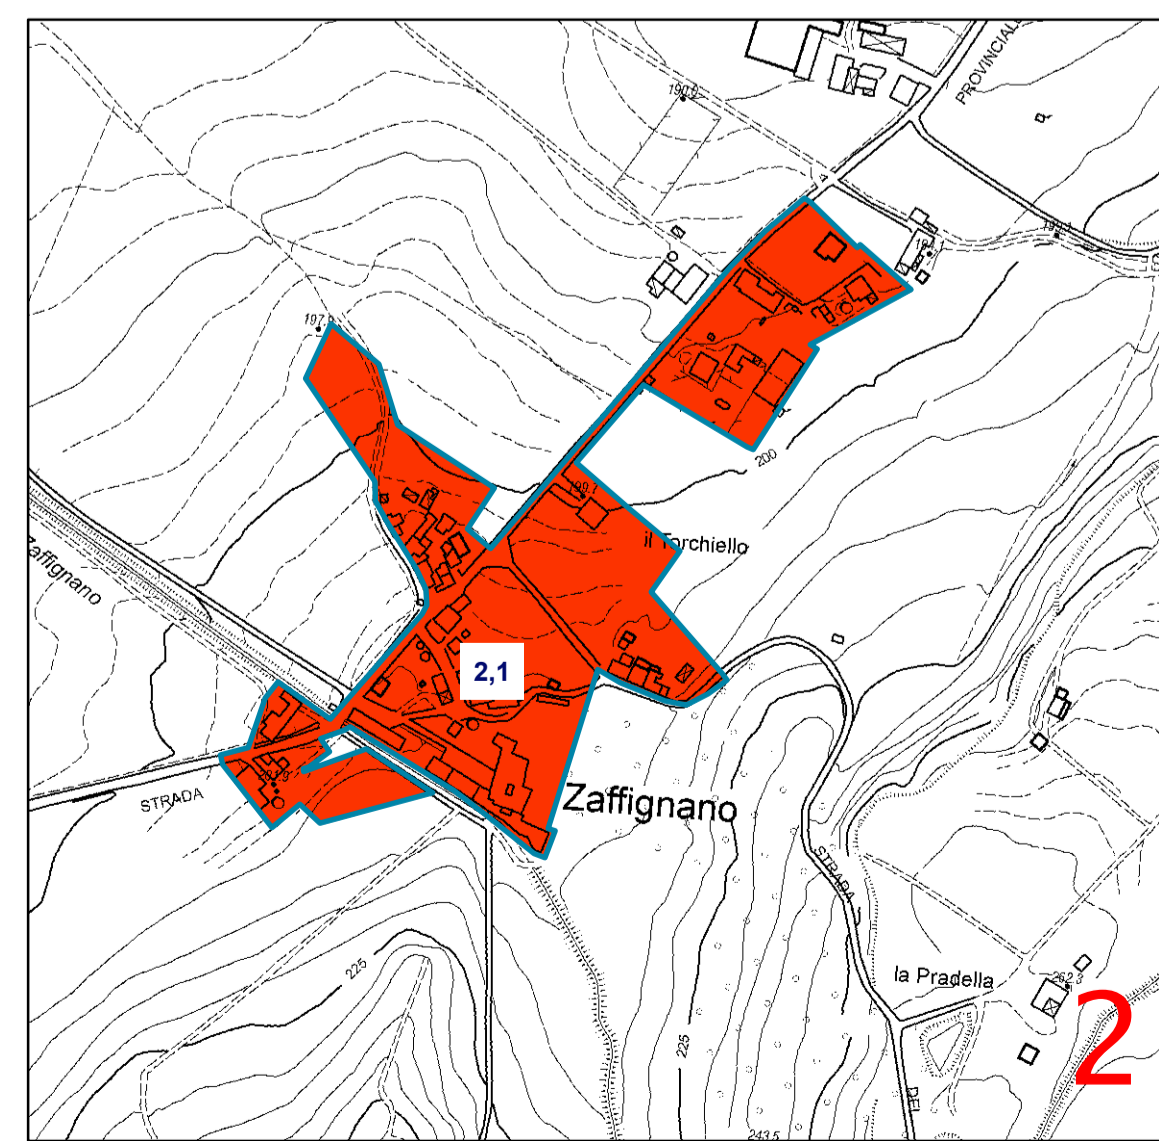 PROVINCIALE
190.9
197.
200
199.7
il Torchiello
Zaffignano
2,1
201.9
STRADA
Zaffignano
STRADA
225
la Pradella
262.3
2
225
DEL
243.5